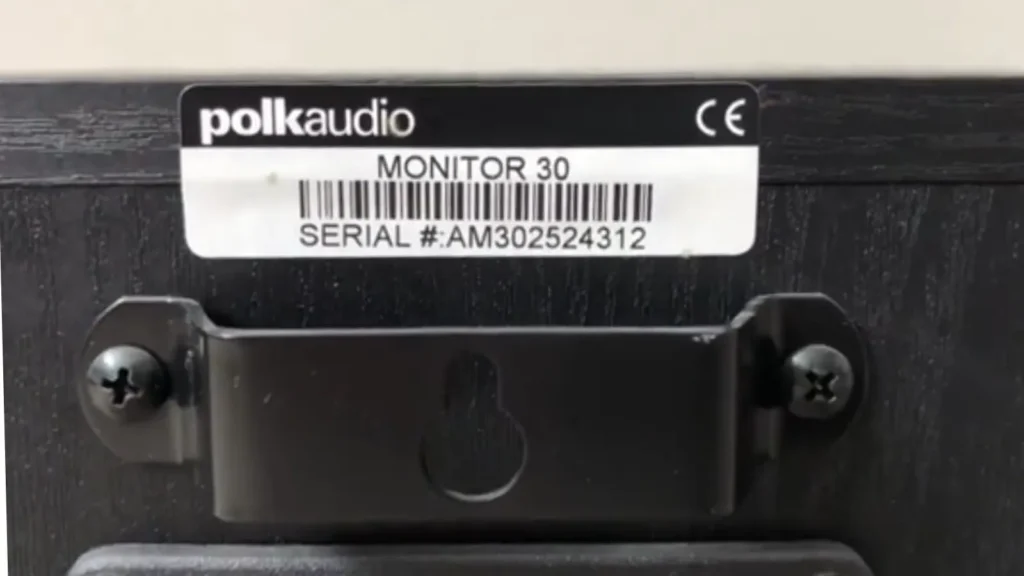 polkaudio CE
MONITOR 30
SERIAL #:AM302524312